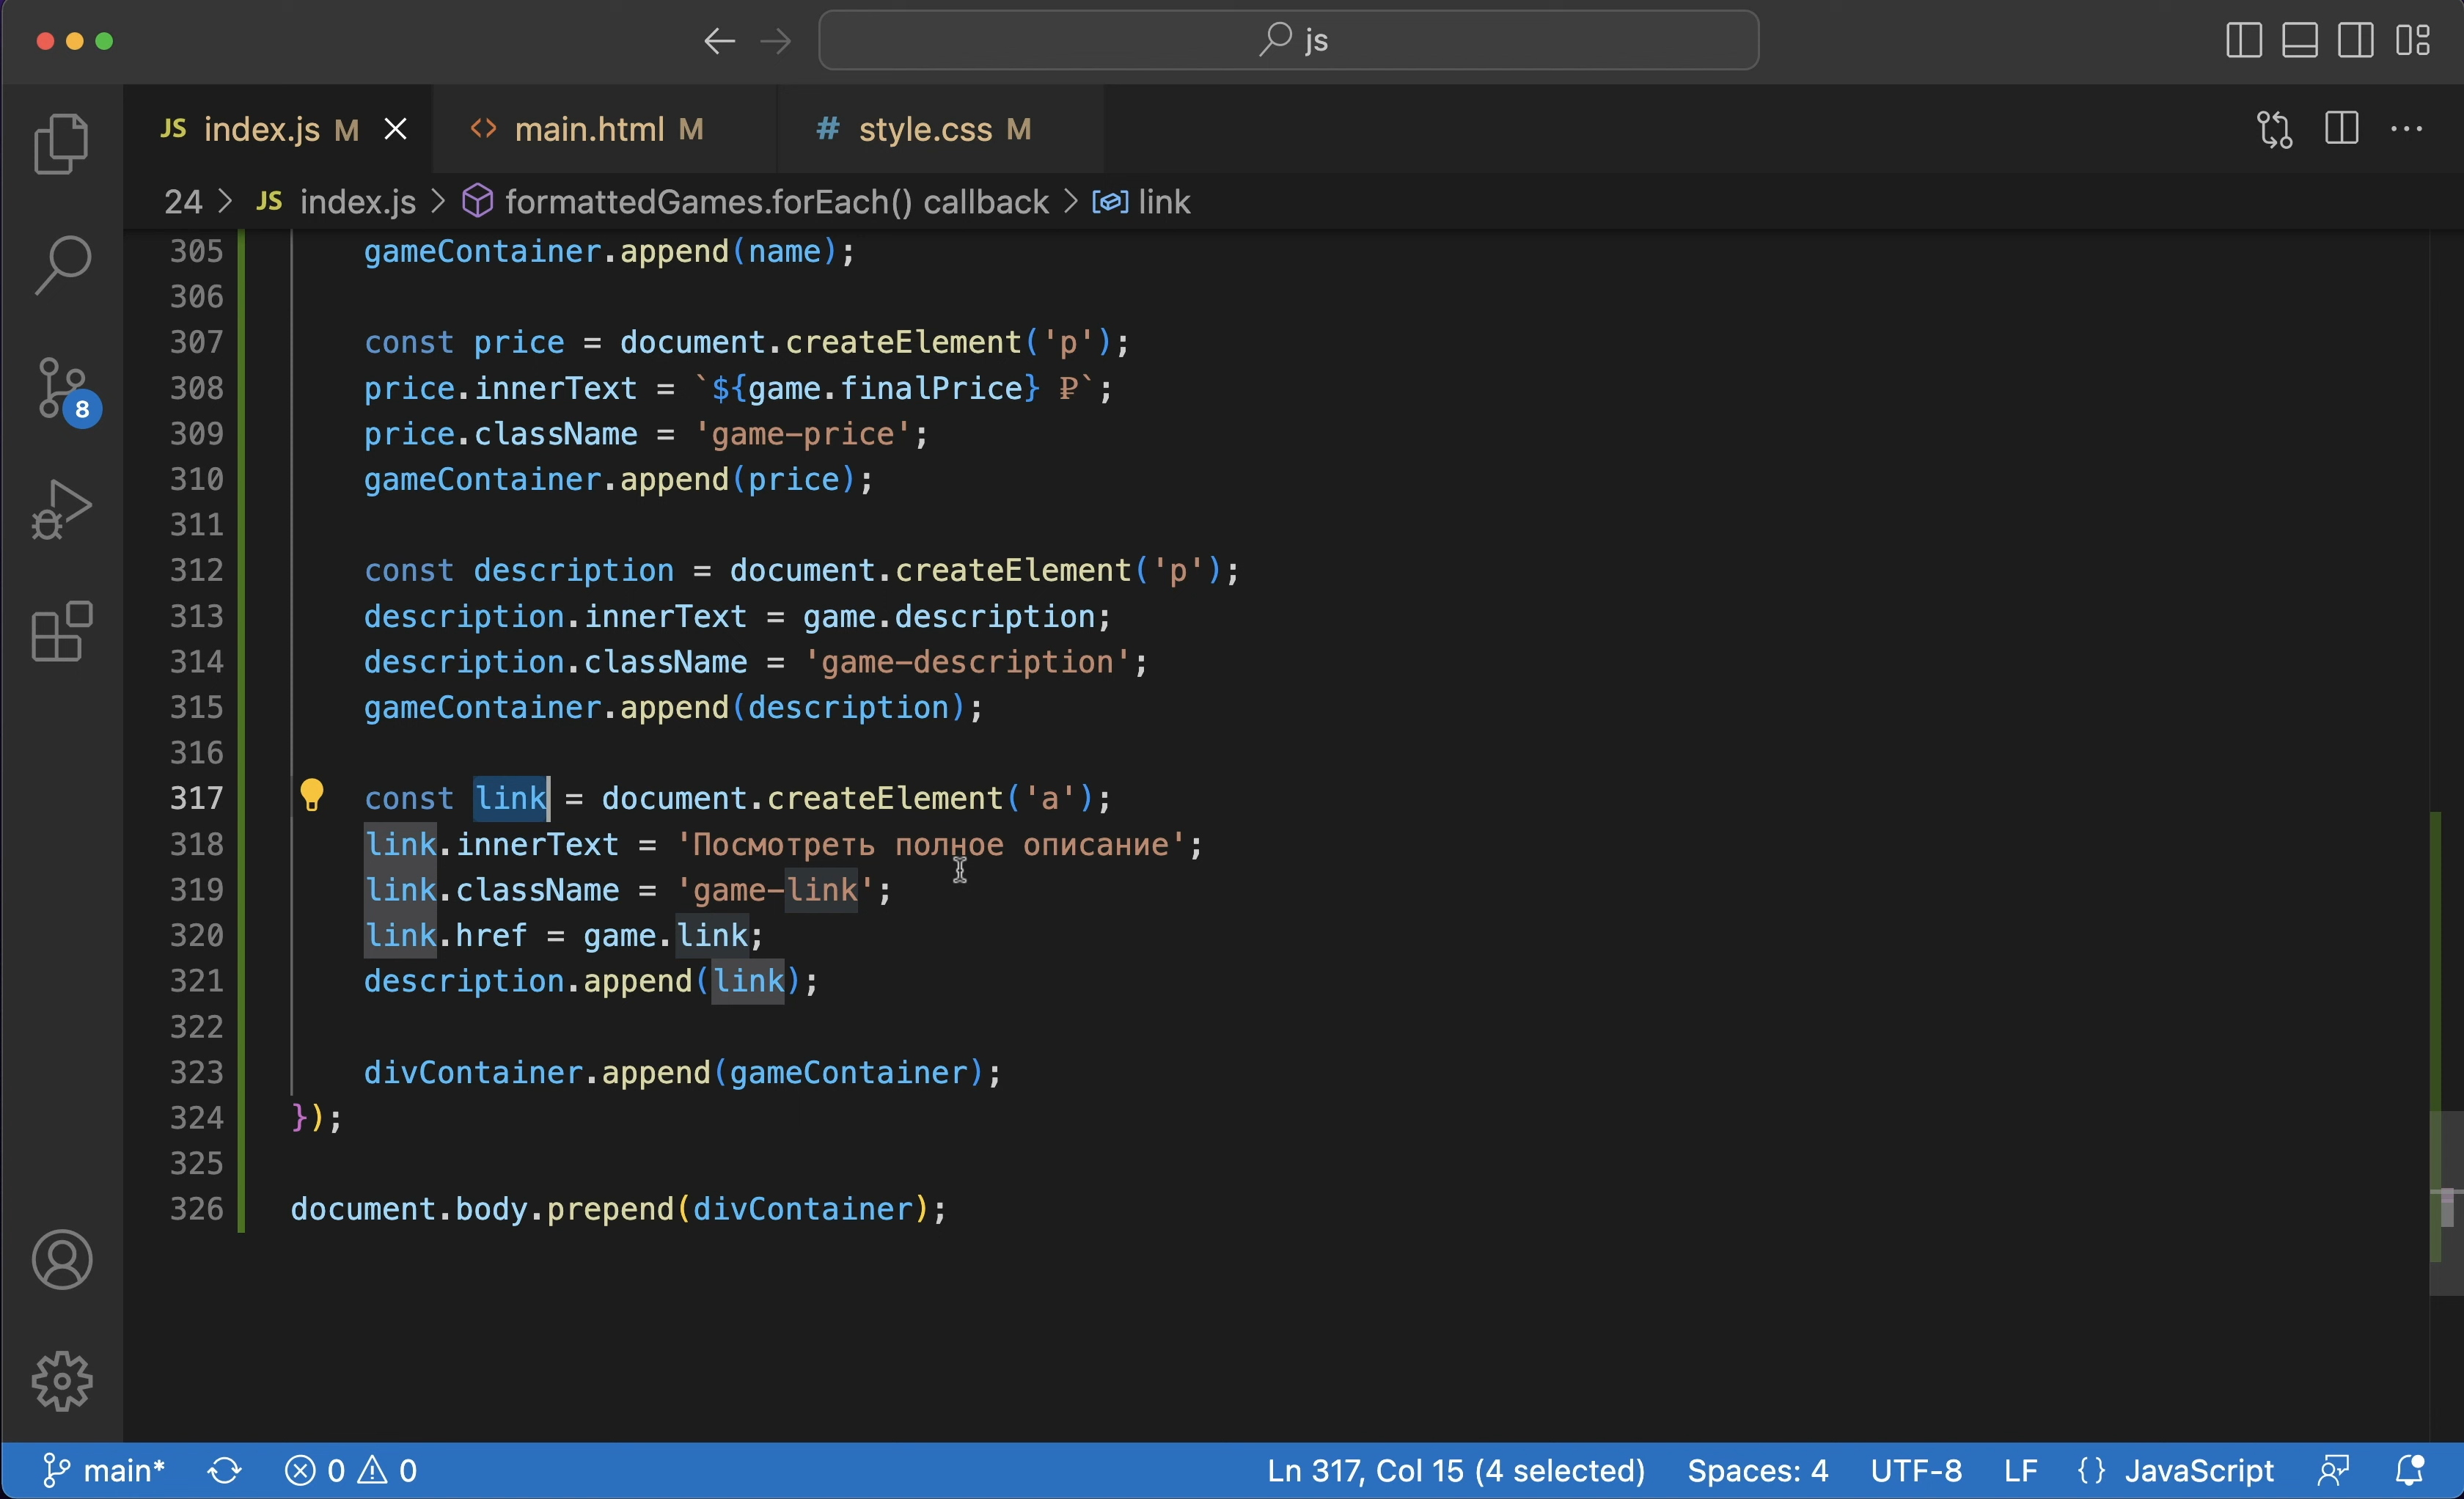 js
JS index.js M
<> main.html M
# style.css M
24 > JS index.js > formattedGames.forEach() callback > link
305 gameContainer.append(name);
306
307 const price = document.createElement('p');
308 price.innerText = `${game.finalPrice} ₽`;
309 price.className = 'game-price';
310 gameContainer.append(price);
311
312 const description = document.createElement('p');
313 description.innerText = game.description;
314 description.className = 'game-description';
315 gameContainer.append(description);
316
317 const link = document.createElement('a');
318 link.innerText = 'Посмотреть полное описание';
319 link.className = 'game-link';
320 link.href = game.link;
321 description.append(link);
322
323 divContainer.append(gameContainer);
324 });
325
326 document.body.prepend(divContainer);
8
main* 0 0 Ln 317, Col 15 (4 selected) Spaces: 4 UTF-8 LF {} JavaScript